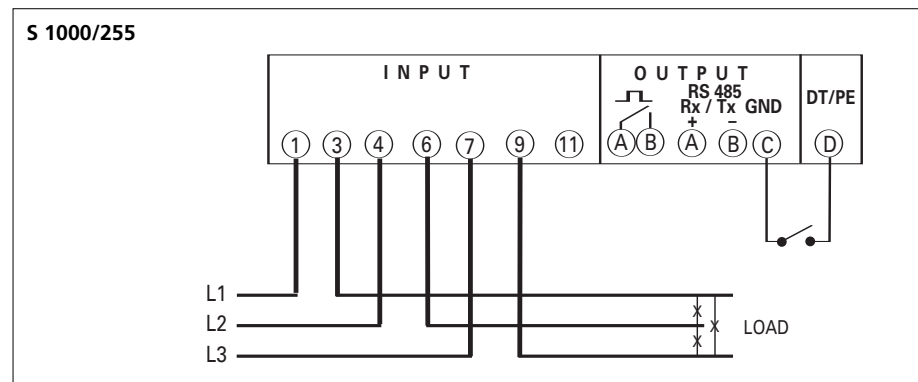 S 1000/255
INPUT
OUTPUT
RS 485
Rx / Tx GND
+ –
DT/PE
1 3 4 6 7 9 11 A B A B C D
L1
L2
L3
LOAD
X
X
X